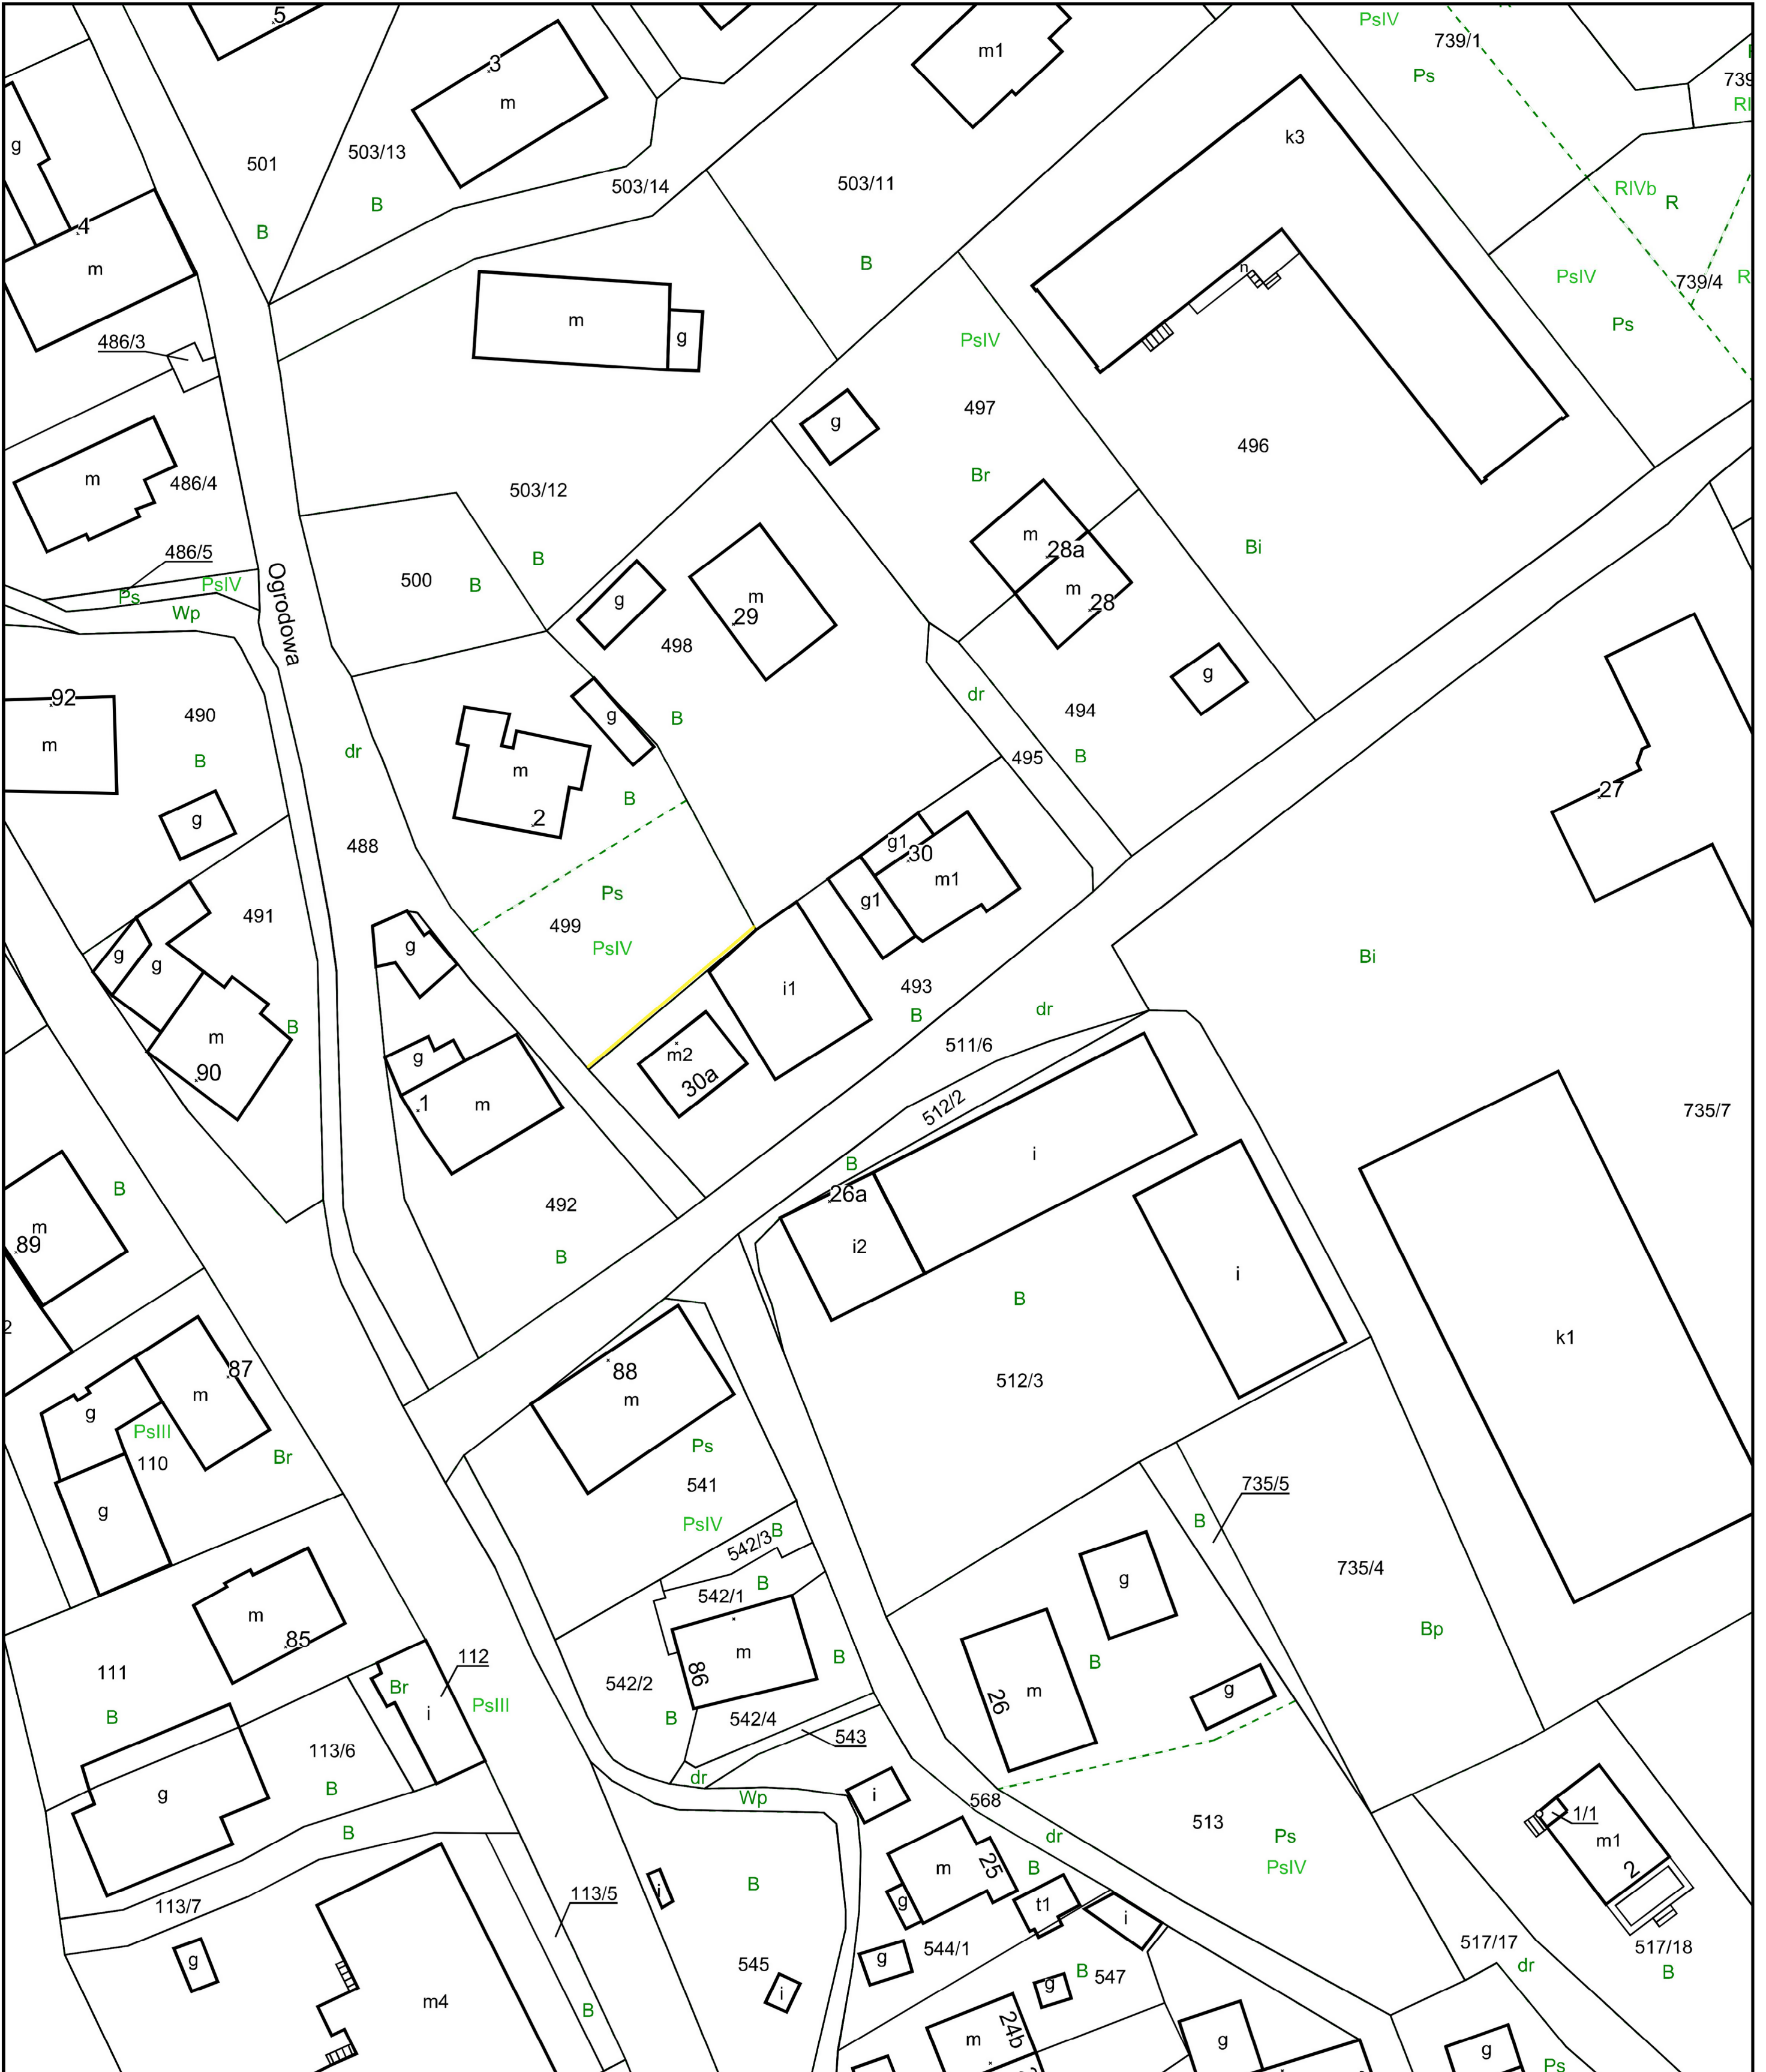 5
3
m
m1
PsIV
739/1
Ps
739
RI
k3
g
501
503/13
503/14
503/11
B
B
RIVb
R
4
m
B
PsIV
739/4
R
n
Ps
m
g
486/3
PsIV
g
497
496
m
486/4
503/12
Br
m
28a
486/5
PsIV
500
B
B
Bi
m
28
Ps
Wp
Ogrodowa
g
m
29
498
g
92
m
490
B
dr
g
B
dr
494
495
B
m
2
B
27
g
488
g1
30
m1
g1
Ps
499
PsIV
491
g
g
g
m
B
90
i1
493
B
dr
Bi
511/6
m2
30a
g
1
m
512/2
735/7
i
B
B
26a
492
B
i2
i
m
89
B
k1
2
87
m
g
PsIII
110
Br
g
88
m
512/3
Ps
541
PsIV
735/5
B
542/3
B
542/1
B
735/4
g
m
85
m
86
B
B
Bp
111
B
112
Br
i
PsIII
542/2
B
542/4
543
26
m
g
113/6
B
g
dr
Wp
i
568
513
Ps
PsIV
dr
B
1/1
m1
2
B
m
25
g
t1
i
113/7
113/5
i
B
g
m4
545
i
g
544/1
B
547
g
517/17
dr
517/18
B
B
m
24b
g
g
Ps